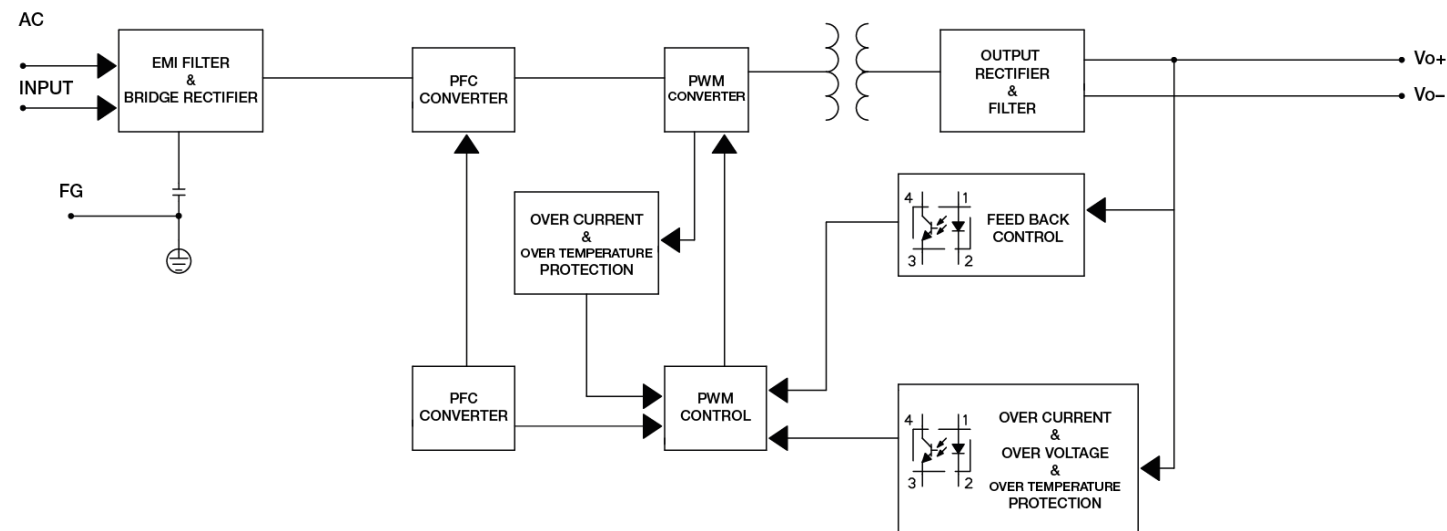 AC
INPUT
EMI FILTER
&
BRIDGE RECTIFIER
PFC
CONVERTER
PWM
CONVERTER
OUTPUT
RECTIFIER
&
FILTER
Vo+
Vo−
FG
OVER CURRENT
&
OVER TEMPERATURE
PROTECTION
4 1
3 2
FEED BACK
CONTROL
PFC
CONVERTER
PWM
CONTROL
4 1
3 2
OVER CURRENT
&
OVER VOLTAGE
&
OVER TEMPERATURE
PROTECTION